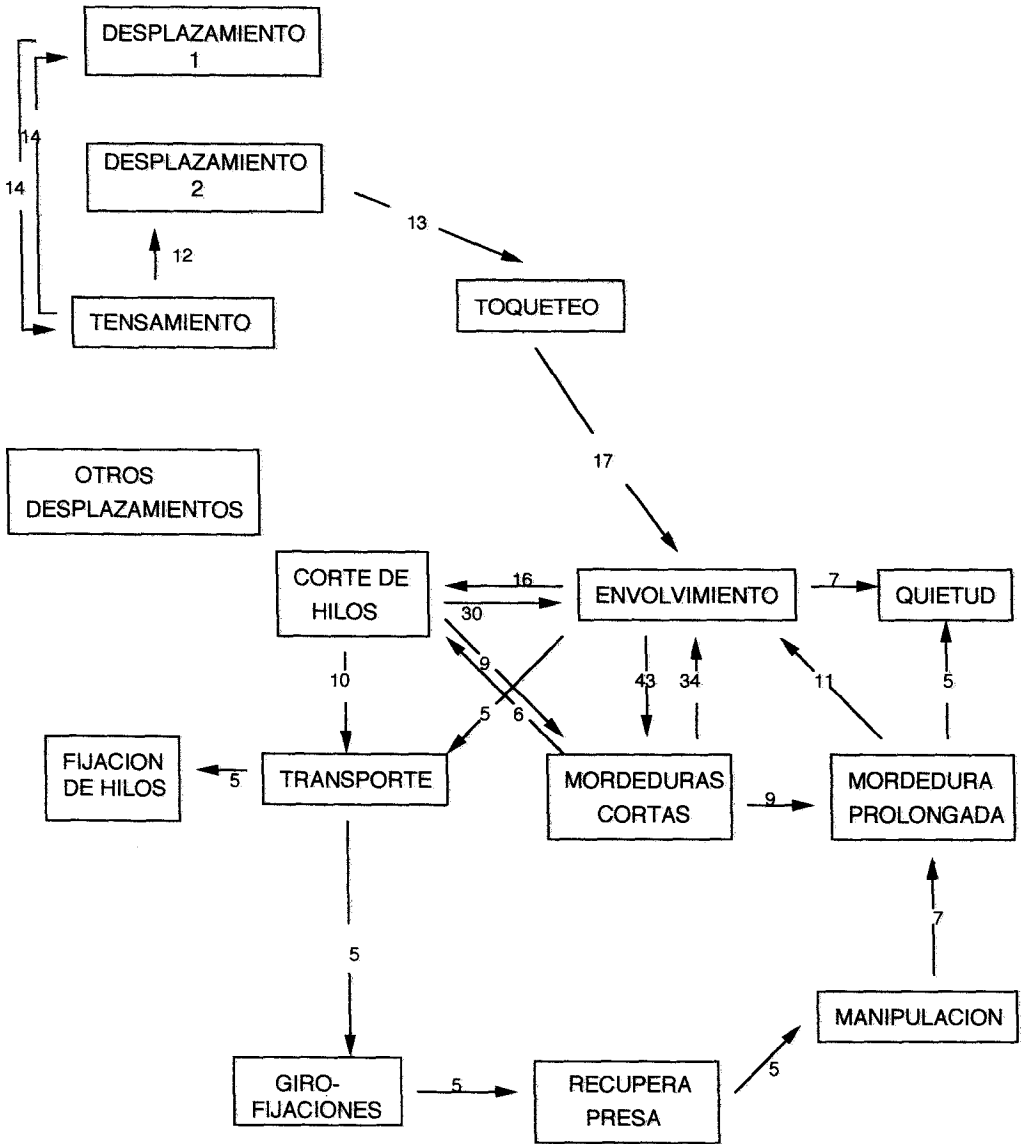 DESPLAZAMIENTO
1
14
DESPLAZAMIENTO
2
14
13
12
TOQUETEO
TENSAMIENTO
17
OTROS
DESPLAZAMIENTOS
CORTE DE
HILOS
16
30
ENVOLVIMIENTO
7
QUIETUD
9
10
43
34
11
5
5
6
FIJACION
DE HILOS
5
TRANSPORTE
MORDEDURAS
CORTAS
9
MORDEDURA
PROLONGADA
7
5
MANIPULACION
5
GIRO-
FIJACIONES
5
RECUPERA
PRESA